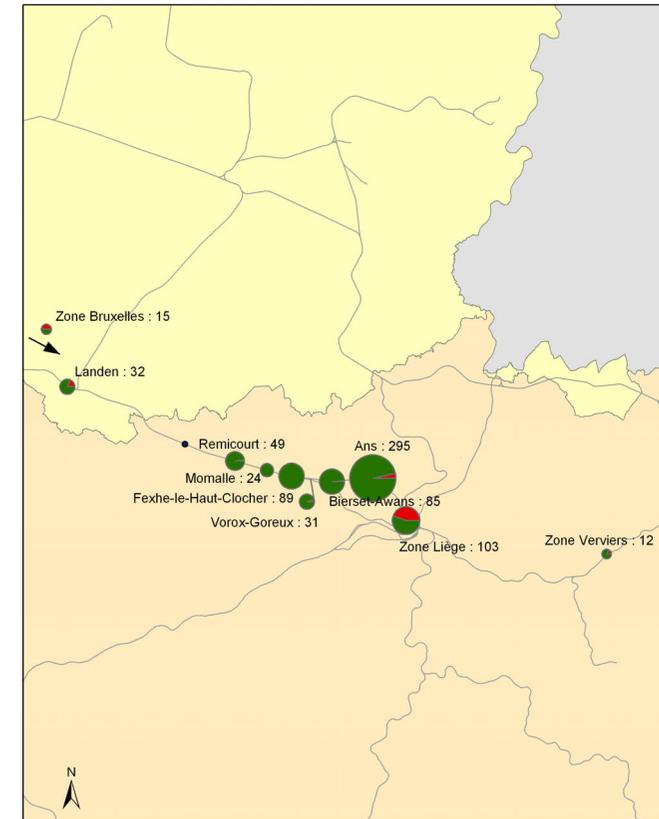 Zone Bruxelles : 15
Landen : 32
Remicourt : 49
Ans : 295
Momalle : 24
Fexhe-le-Haut-Clocher : 89
Bierset-Awans : 85
Vorox-Goreux : 31
Zone Liège : 103
Zone Verviers : 12
N